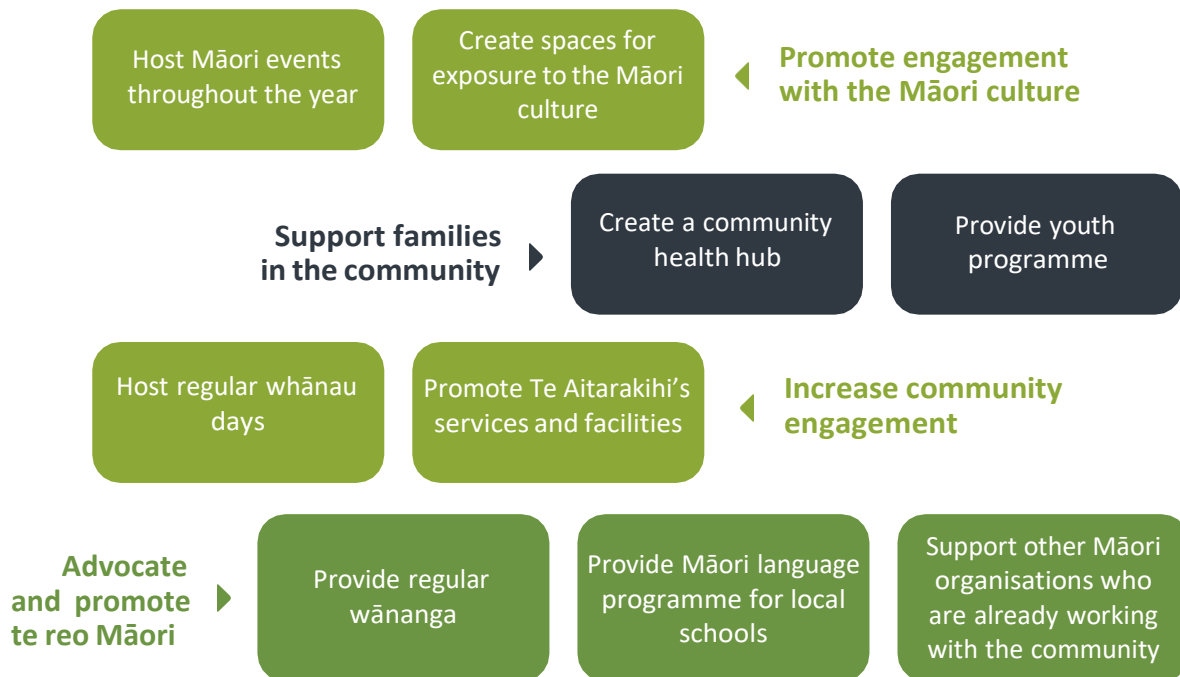 Host Māori events
throughout the year
Create spaces for
exposure to the Māori
culture
Promote engagement
with the Māori culture
Support families
in the community
Create a community
health hub
Provide youth
programme
Host regular whānau
days
Promote Te Aitarakihi’s
services and facilities
Increase community
engagement
Advocate
and promote
te reo Māori
Provide regular
wānanga
Provide Māori language
programme for local
schools
Support other Māori
organisations who
are already working
with the community